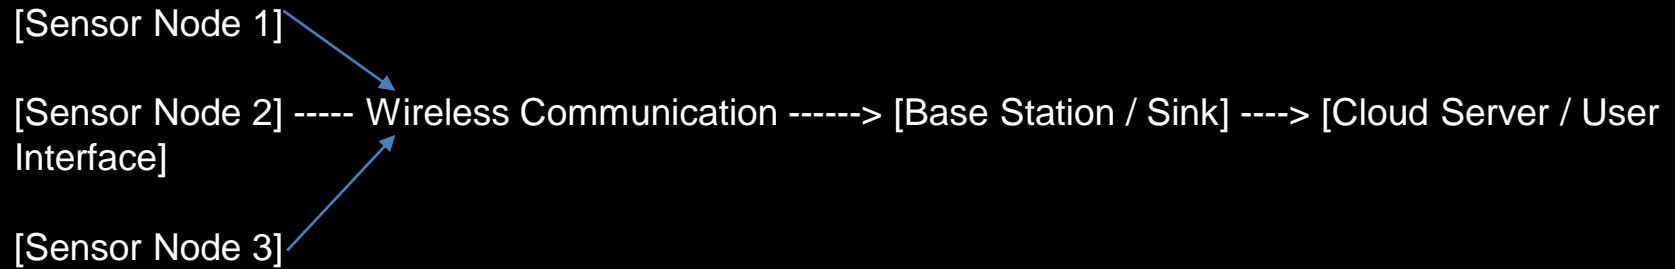 [Sensor Node 1]
[Sensor Node 2] ----- Wireless Communication ------> [Base Station / Sink] ----> [Cloud Server / User
Interface]
[Sensor Node 3]